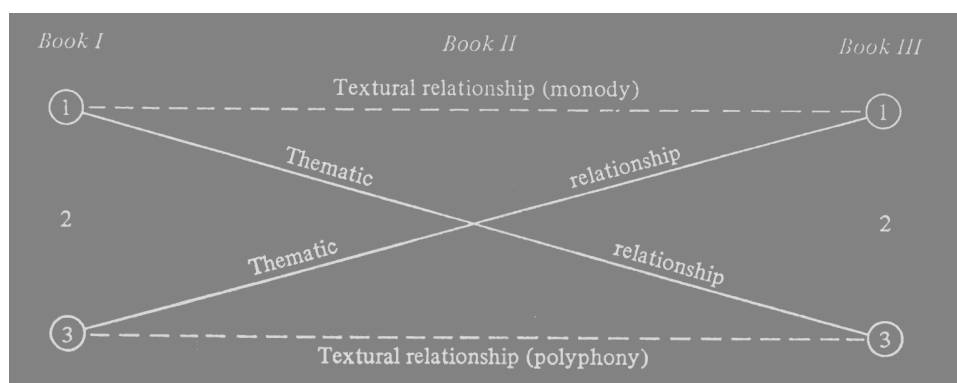 Book I Book II Book III
Textural relationship (monody)
1 1
Thematic relationship
2 2
Thematic relationship
3 3
Textural relationship (polyphony)